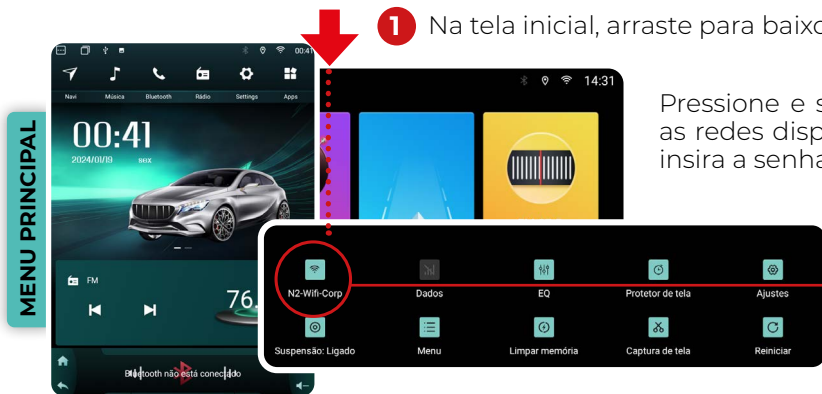 1 Na tela inicial, arraste para baixo
Pressione e s
as redes disp
insira a senha
MENU PRINCIPAL
00:41
Navi Música Bluetooth Rádio Settings Apps
00:41
2024/01/19 sex
FM
76.
Bluetooth não está conectado
14:31
N2-Wifi-Corp Dados EQ Protetor de tela Ajustes
Suspensão: Ligado Menu Limpar memória Captura de tela Reiniciar